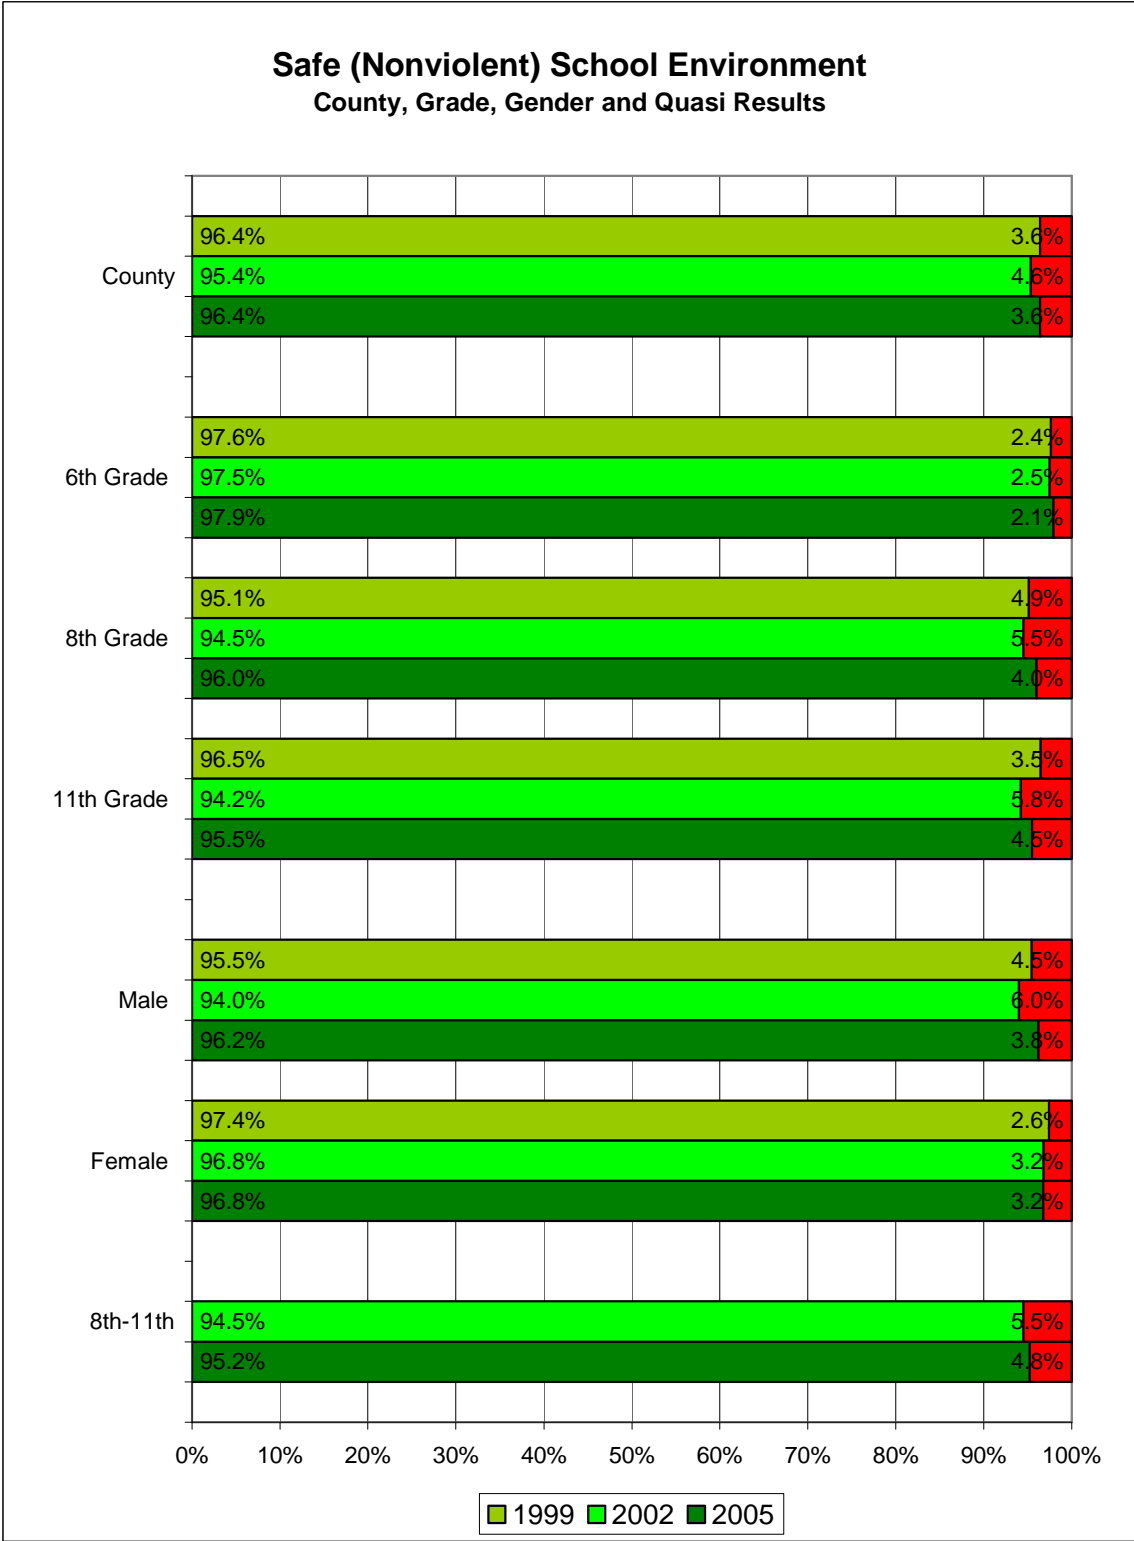 Safe (Nonviolent) School Environment
County, Grade, Gender and Quasi Results
96.4% 3.6%
County 95.4% 4.6%
96.4% 3.6%
97.6% 2.4%
6th Grade 97.5% 2.5%
97.9% 2.1%
95.1% 4.9%
8th Grade 94.5% 5.5%
96.0% 4.0%
96.5% 3.5%
11th Grade 94.2% 5.8%
95.5% 4.5%
95.5% 4.5%
Male 94.0% 6.0%
96.2% 3.8%
97.4% 2.6%
Female 96.8% 3.2%
96.8% 3.2%
8th-11th 94.5% 5.5%
95.2% 4.8%
0% 10% 20% 30% 40% 50% 60% 70% 80% 90% 100%
1999 2002 2005